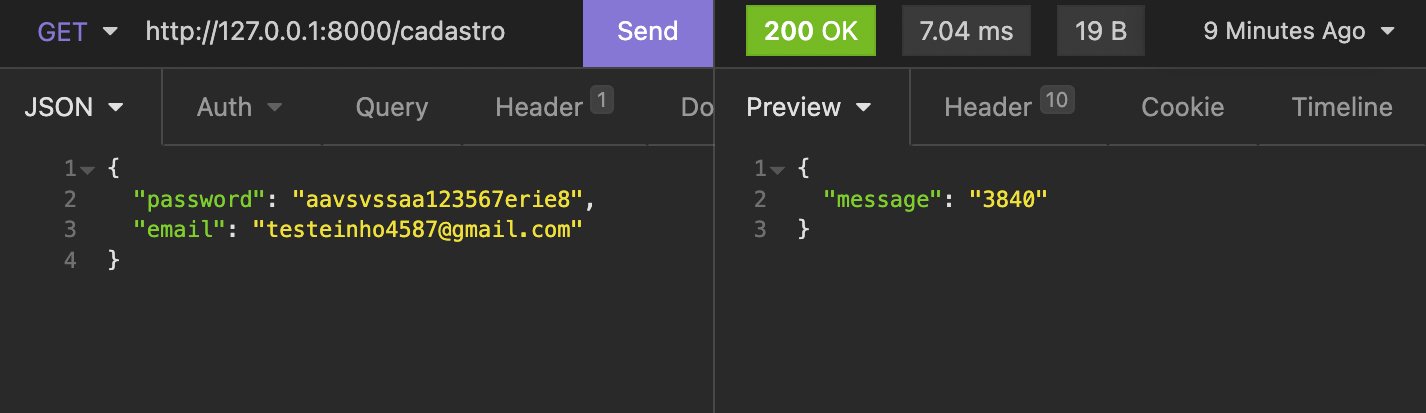 GET http://127.0.0.1:8000/cadastro Send 200 OK 7.04 ms 19 B 9 Minutes Ago
JSON Auth Query Header 1 Do Preview Header 10 Cookie Timeline
1 {
2 "password": "aavsvssaa123567erie8",
3 "email": "testeinho4587@gmail.com"
4 }
1 {
2 "message": "3840"
3 }